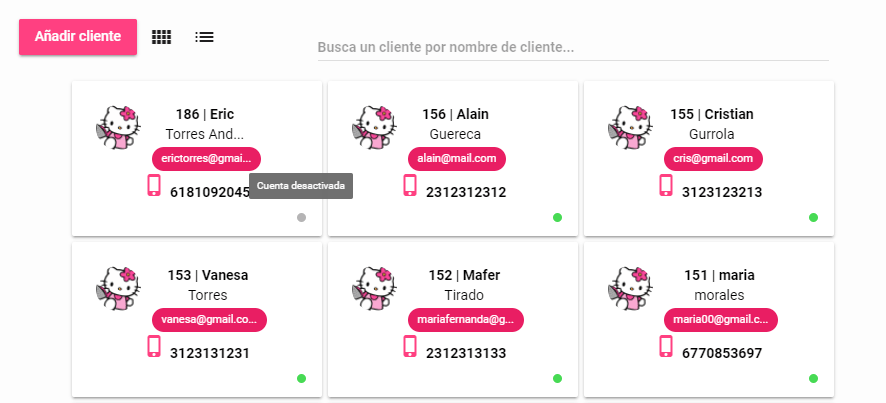 Añadir cliente
Busca un cliente por nombre de cliente...
186 | Eric
Torres And...
erictorres@gmai...
6181092045
Cuenta desactivada
156 | Alain
Guereca
alain@mail.com
2312312312
155 | Cristian
Gurrola
cris@gmail.com
3123123213
153 | Vanesa
Torres
vanesa@gmail.co...
3123131231
152 | Mafer
Tirado
mariafernanda@g...
2312313133
151 | maria
morales
maria00@gmail.c...
6770853697